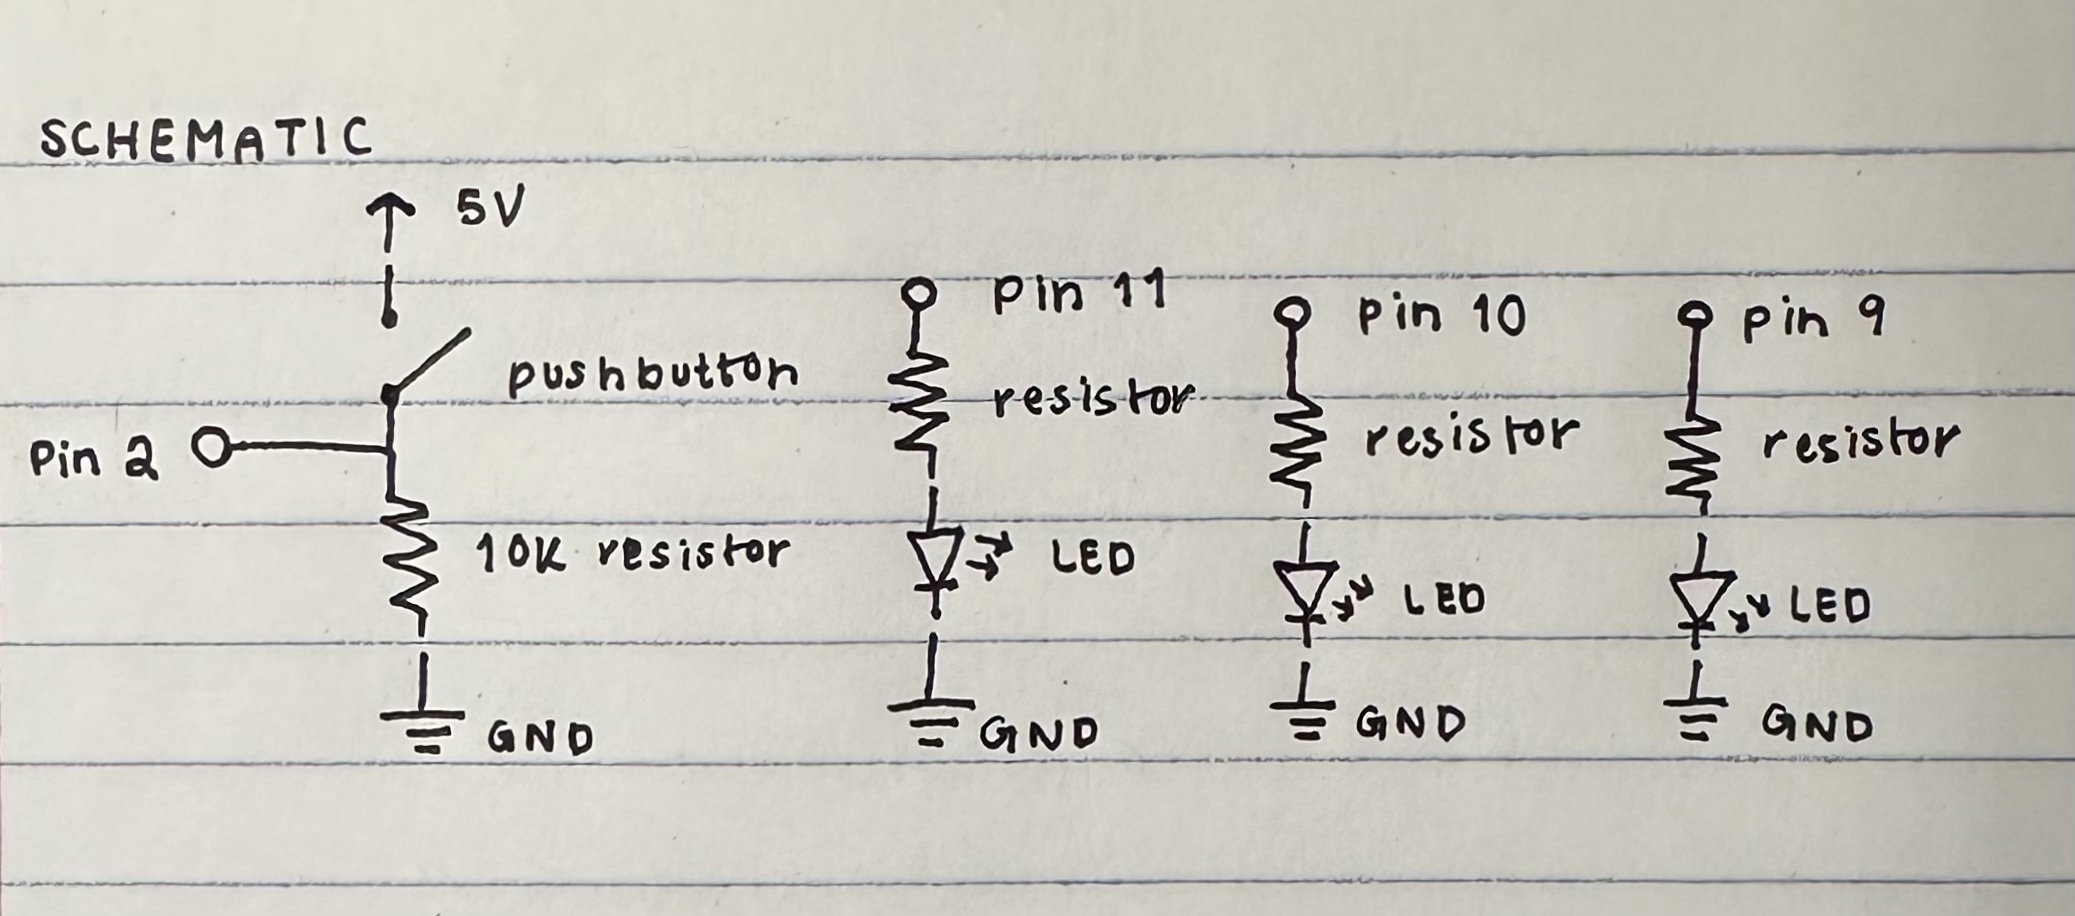 SCHEMATIC
5V
pushbutton
Pin 2
10K resistor
GND
pin 11
resistor
LED
GND
pin 10
resistor
LED
GND
pin 9
resistor
LED
GND